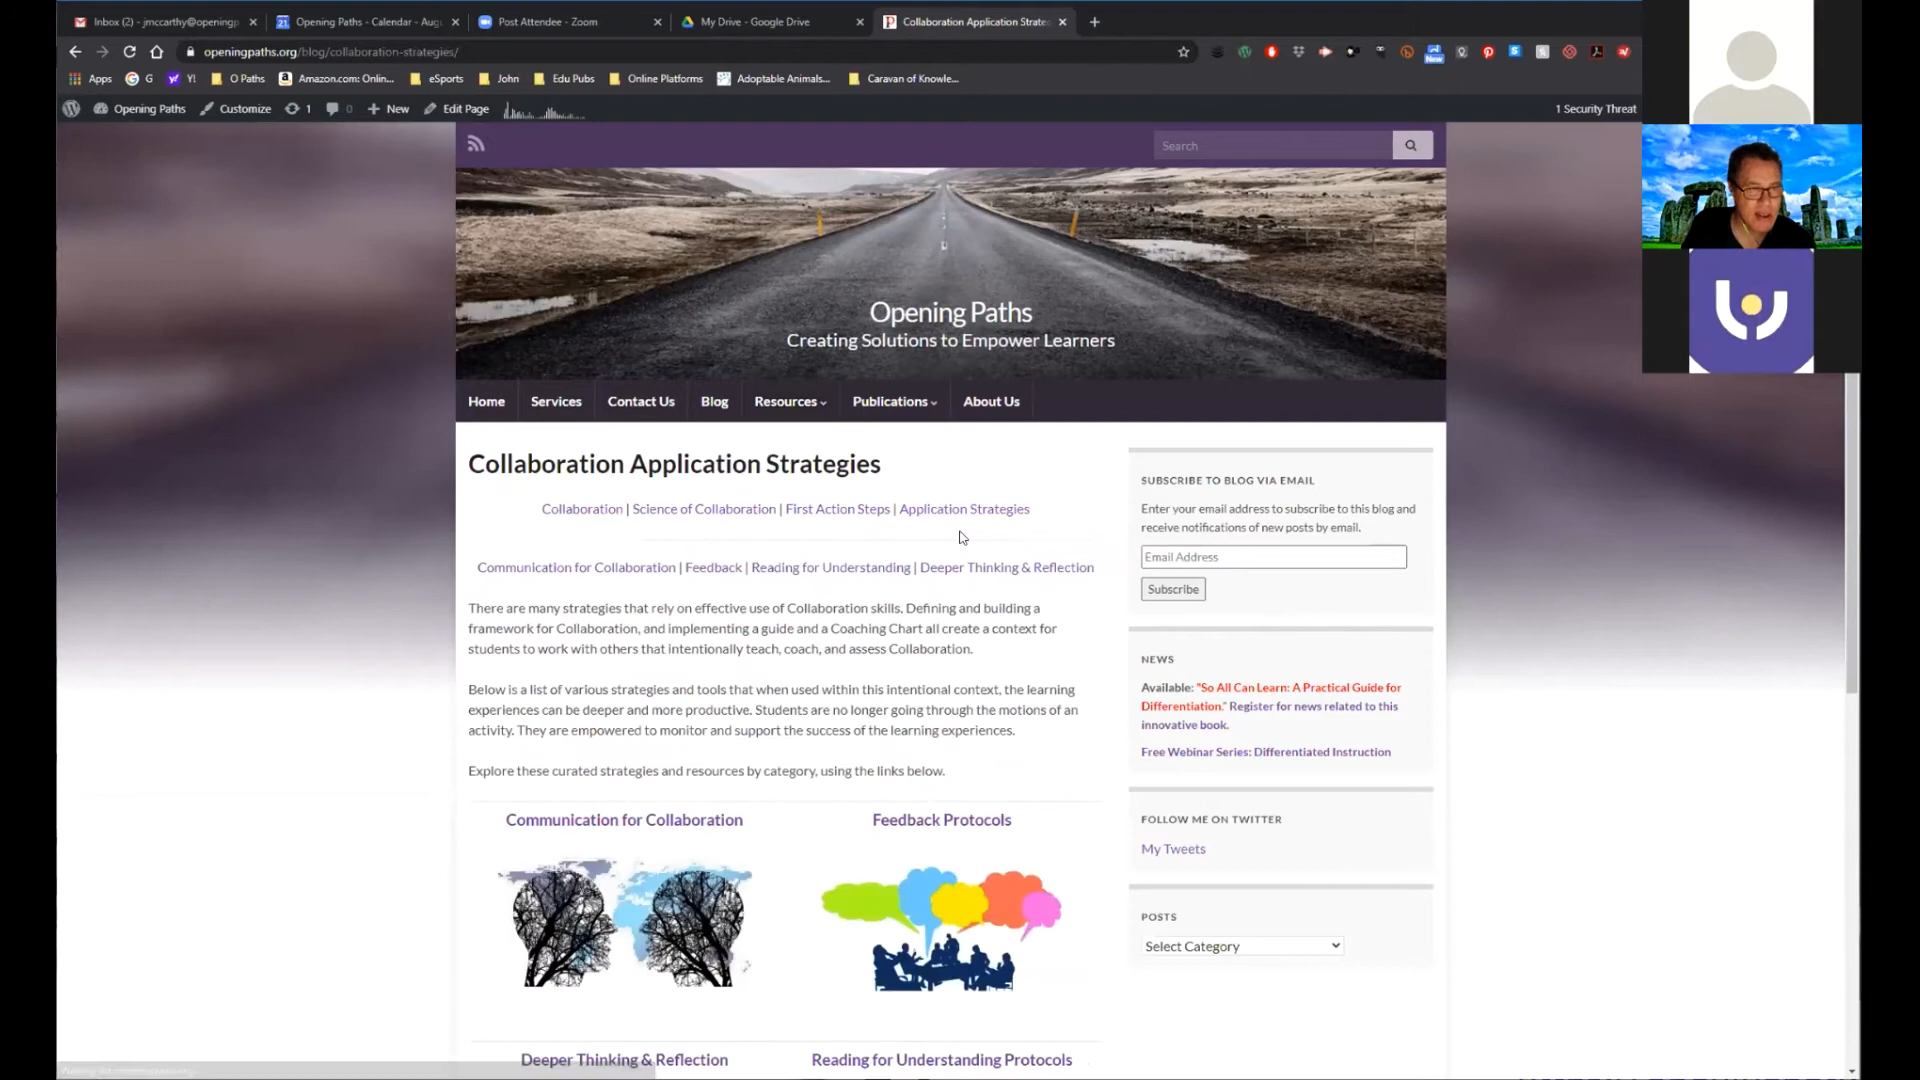 Inbox (2) - jmccarthy@openingp
Opening Paths - Calendar - Aug
Post Attendee - Zoom
My Drive - Google Drive
Collaboration Application Strate
openingpaths.org/blog/collaboration-strategies/
New
Apps
G
Y!
O Paths
Amazon.com: Onlin...
eSports
John
Edu Pubs
Online Platforms
Adoptable Animals...
Caravan of Knowle...
Opening Paths
Customize
1
0
New
Edit Page
1 Security Threat
Search
Opening Paths
Creating Solutions to Empower Learners
Home
Services
Contact Us
Blog
Resources
Publications
About Us
Collaboration Application Strategies
Collaboration | Science of Collaboration | First Action Steps | Application Strategies
Communication for Collaboration | Feedback | Reading for Understanding | Deeper Thinking & Reflection
There are many strategies that rely on effective use of Collaboration skills. Defining and building a
framework for Collaboration, and implementing a guide and a Coaching Chart all create a context for
students to work with others that intentionally teach, coach, and assess Collaboration.
Below is a list of various strategies and tools that when used within this intentional context, the learning
experiences can be deeper and more productive. Students are no longer going through the motions of an
activity. They are empowered to monitor and support the success of the learning experiences.
Explore these curated strategies and resources by category, using the links below.
Communication for Collaboration
Feedback Protocols
Deeper Thinking & Reflection
Reading for Understanding Protocols
SUBSCRIBE TO BLOG VIA EMAIL
Enter your email address to subscribe to this blog and
receive notifications of new posts by email.
Email Address
Subscribe
NEWS
Available: "So All Can Learn: A Practical Guide for
Differentiation." Register for news related to this
innovative book.
Free Webinar Series: Differentiated Instruction
FOLLOW ME ON TWITTER
My Tweets
POSTS
Select Category